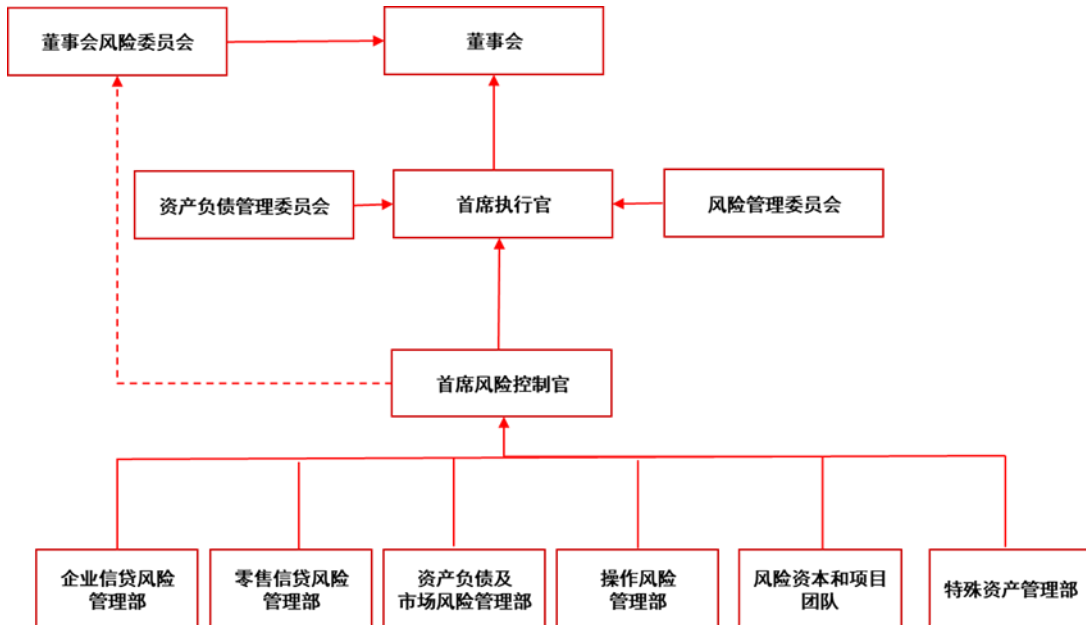 董事会风险委员会
董事会
资产负债管理委员会
首席执行官
风险管理委员会
首席风险控制官
企业信贷风险
管理部
零售信贷风险
管理部
资产负债及
市场风险管理部
操作风险
管理部
风险资本和项目
团队
特殊资产管理部